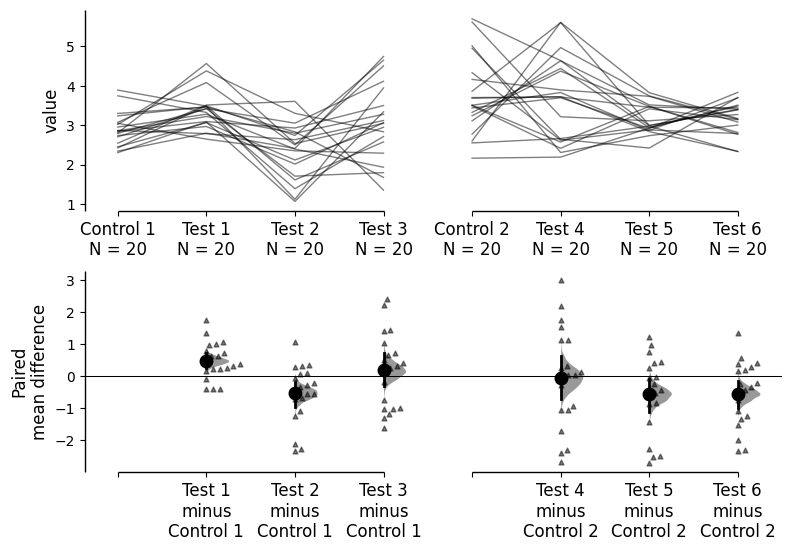 value
5
4
3
2
1
Control 1 Test 1 Test 2 Test 3 Control 2 Test 4 Test 5 Test 6
N = 20 N = 20 N = 20 N = 20 N = 20 N = 20 N = 20 N = 20
Paired
mean difference
3
2
1
0
−1
−2
Test 1 Test 2 Test 3 Test 4 Test 5 Test 6
minus minus minus minus minus minus
Control 1 Control 1 Control 1 Control 2 Control 2 Control 2